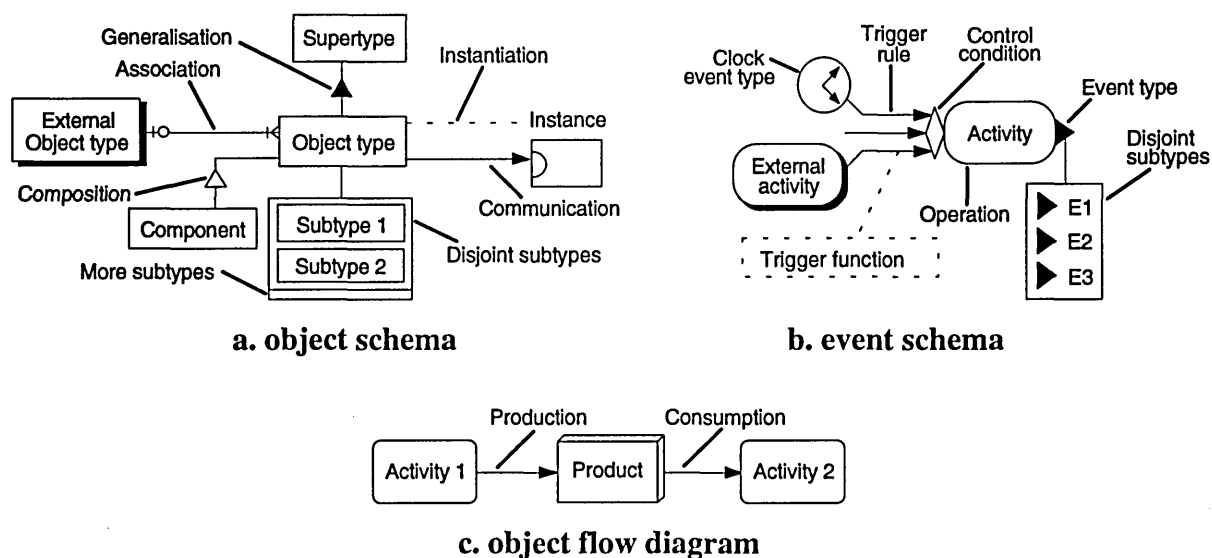 Generalisation
Supertype
Instantiation
Association
External
Object type
Object type
Instance
Composition
Component
Communication
Subtype 1
Subtype 2
Disjoint subtypes
More subtypes
a. object schema
Clock
event type
Trigger
rule
Control
condition
Event type
Activity
Disjoint
subtypes
External
activity
Operation
Trigger function
E1
E2
E3
b. event schema
Production
Consumption
Activity 1
Product
Activity 2
c. object flow diagram